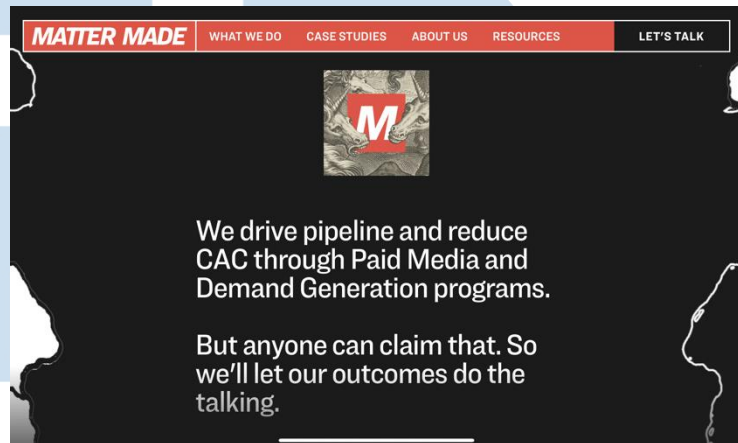 MATTER MADE
WHAT WE DO
CASE STUDIES
ABOUT US
RESOURCES
LET'S TALK
M
We drive pipeline and reduce
CAC through Paid Media and
Demand Generation programs.
But anyone can claim that. So
we'll let our outcomes do the
talking.